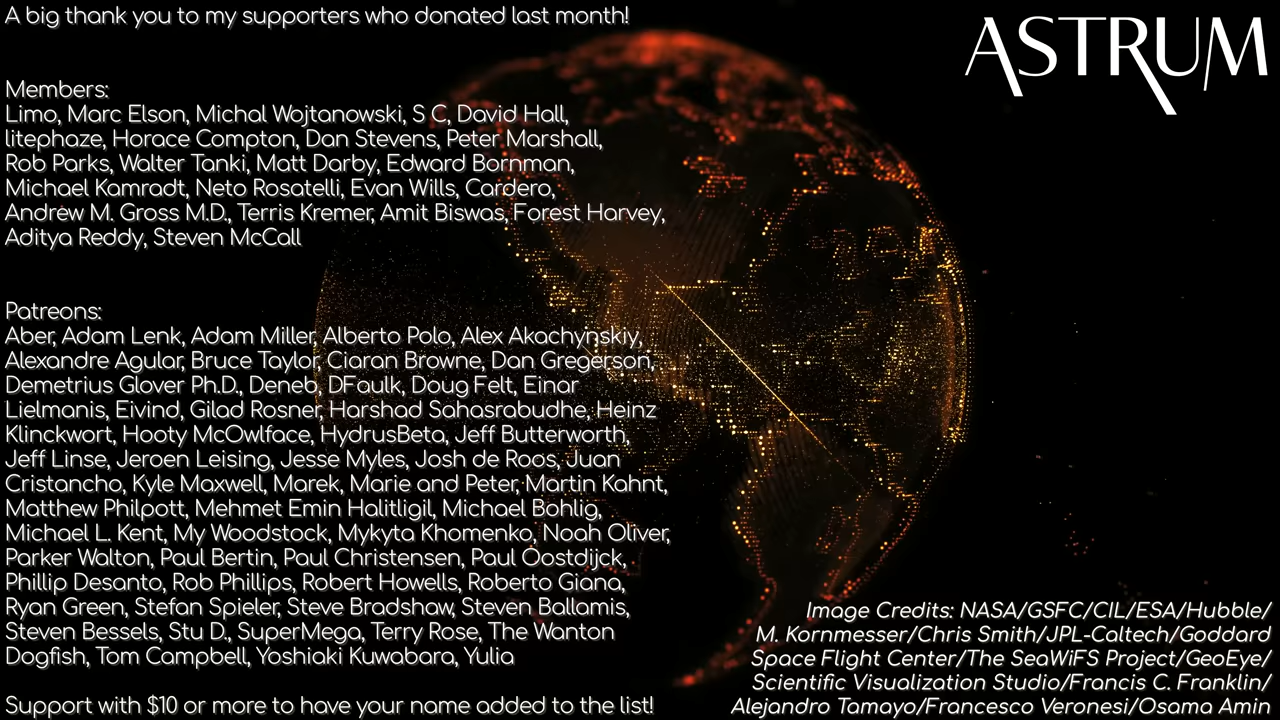 A big thank you to my supporters who donated last month!
ASTRUM
Members:
Limo, Marc Elson, Michal Wojtanowski, S C, David Hall,
litephaze, Horace Compton, Dan Stevens, Peter Marshall,
Rob Parks, Walter Tanki, Matt Darby, Edward Bornman,
Michael Kamradt, Neto Rosatelli, Evan Wills, Cardero,
Andrew M. Gross M.D., Terris Kremer, Amit Biswas, Forest Harvey,
Aditya Reddy, Steven McCall
Patreons:
Aber, Adam Lenk, Adam Miller, Alberto Polo, Alex Akachynskiy,
Alexandre Agular, Bruce Taylor, Ciaran Browne, Dan Gregerson,
Demetrius Glover Ph.D., Deneb, DFaulk, Doug Felt, Einar
Lielmanis, Eivind, Gilad Rosner, Harshad Sahasrabudhe, Heinz
Klinckwort, Hooty McOwlface, HydrusBeta, Jeff Butterworth,
Jeff Linse, Jeroen Leising, Jesse Myles, Josh de Roos, Juan
Cristancho, Kyle Maxwell, Marek, Marie and Peter, Martin Kahnt,
Matthew Philpott, Mehmet Emin Halitligil, Michael Bohlig,
Michael L. Kent, My Woodstock, Mykyta Khomenko, Noah Oliver,
Parker Walton, Paul Bertin, Paul Christensen, Paul Oostdijck,
Phillip Desanto, Rob Phillips, Robert Howells, Roberto Giana,
Ryan Green, Stefan Spieler, Steve Bradshaw, Steven Ballamis,
Steven Bessels, Stu D., SuperMega, Terry Rose, The Wanton
Dogfish, Tom Campbell, Yoshiaki Kuwabara, Yulia
Support with $10 or more to have your name added to the list!
Image Credits: NASA/GSFC/CIL/ESA/Hubble/
M. Kornmesser/Chris Smith/JPL-Caltech/Goddard
Space Flight Center/The SeaWiFS Project/GeoEye/
Scientific Visualization Studio/Francis C. Franklin/
Alejandro Tamayo/Francesco Veronesi/Osama Amin